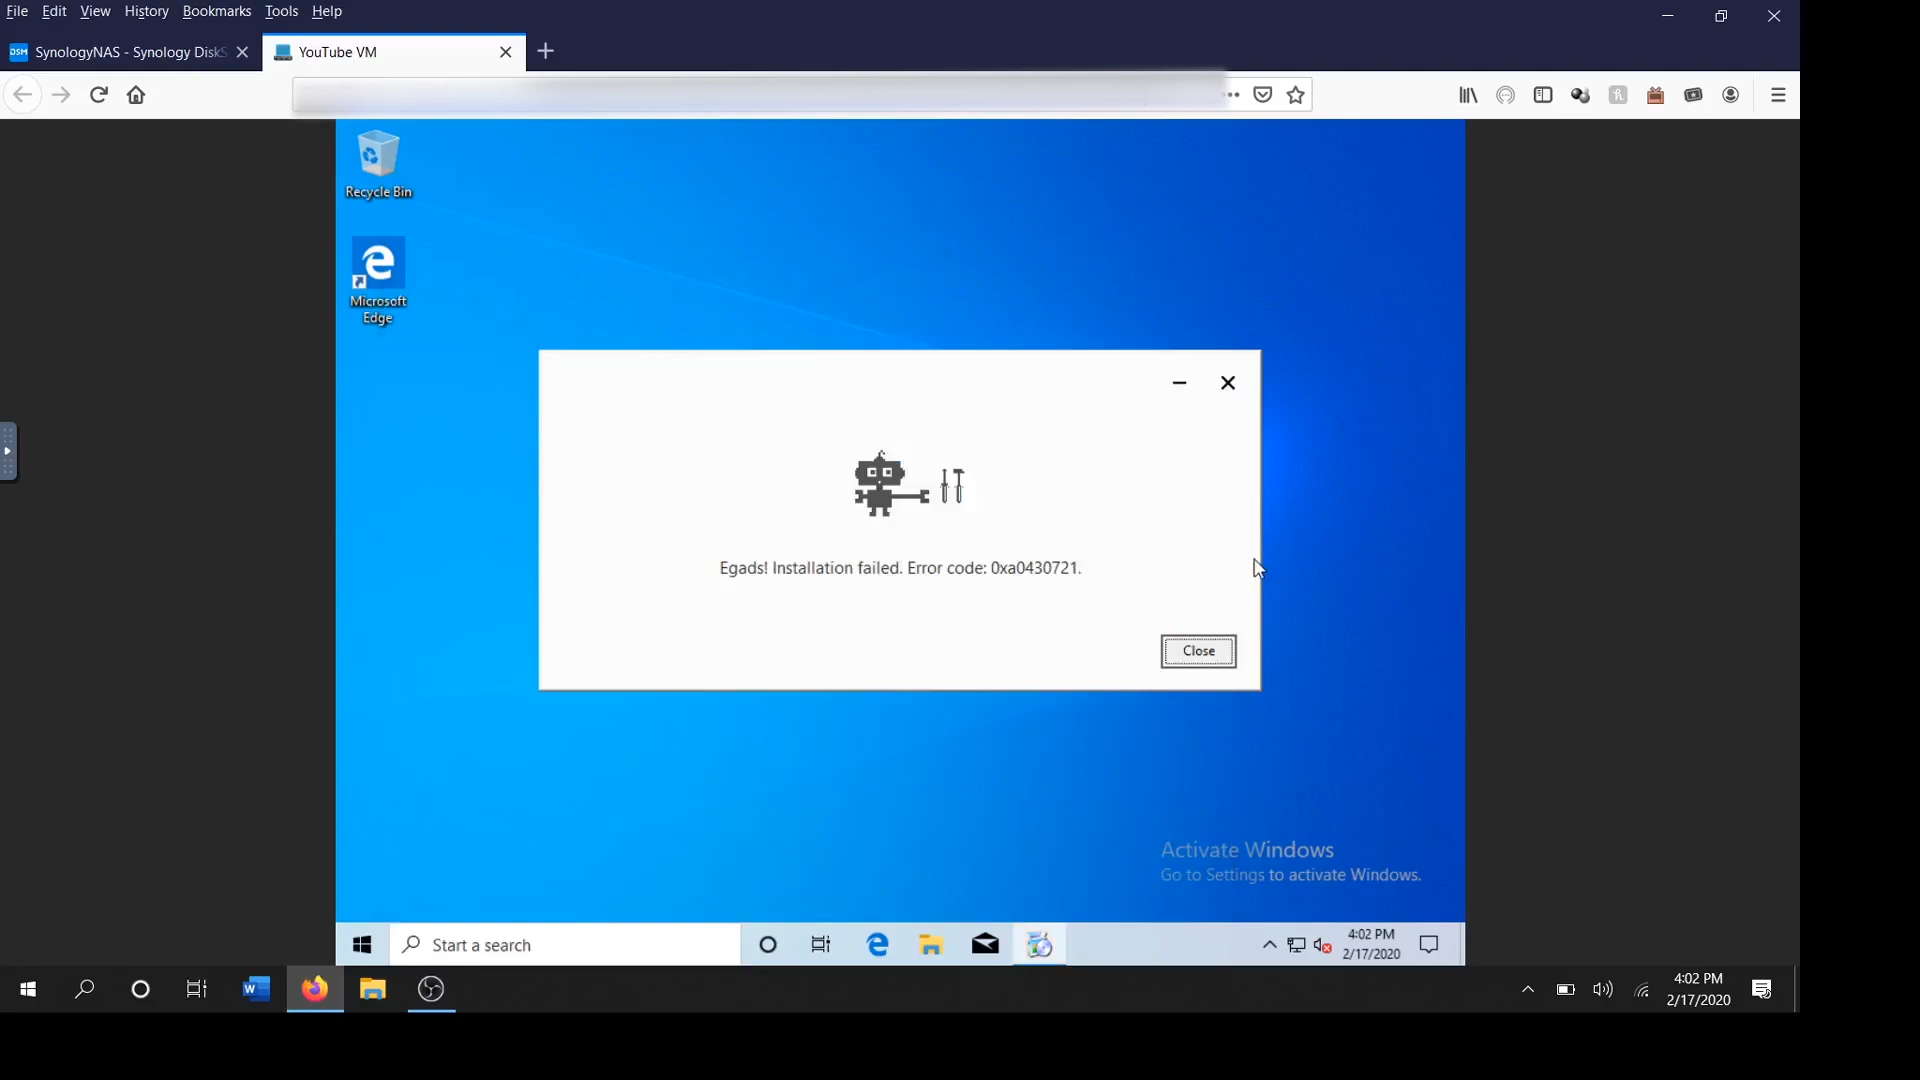 File Edit View History Bookmarks Tools Help
SynologyNAS - Synology DiskS
YouTube VM
Recycle Bin
Microsoft
Edge
Egads! Installation failed. Error code: 0xa0430721.
Close
Activate Windows
Go to Settings to activate Windows.
Start a search
4:02 PM
2/17/2020
4:02 PM
2/17/2020